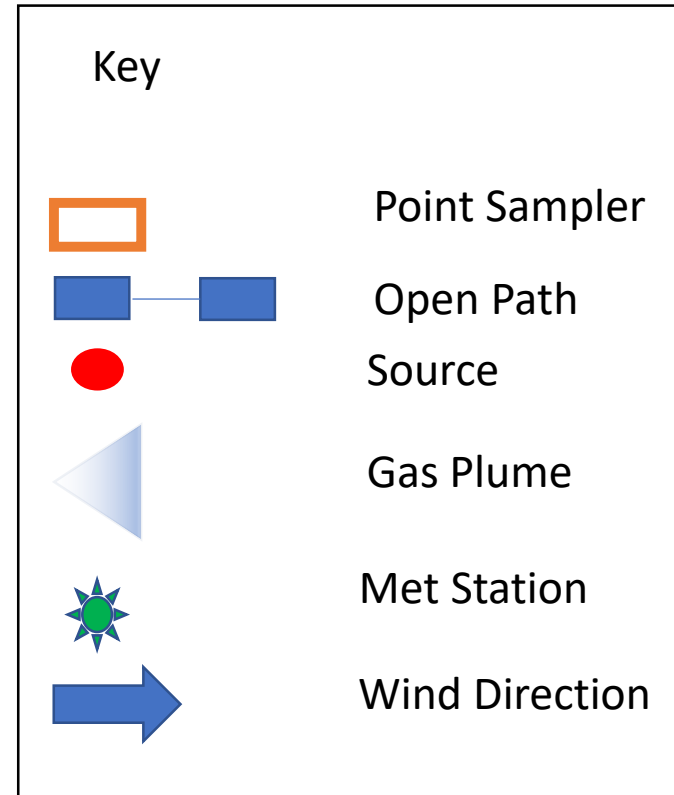 Key
Point Sampler
Open Path
Source
Gas Plume
Met Station
Wind Direction